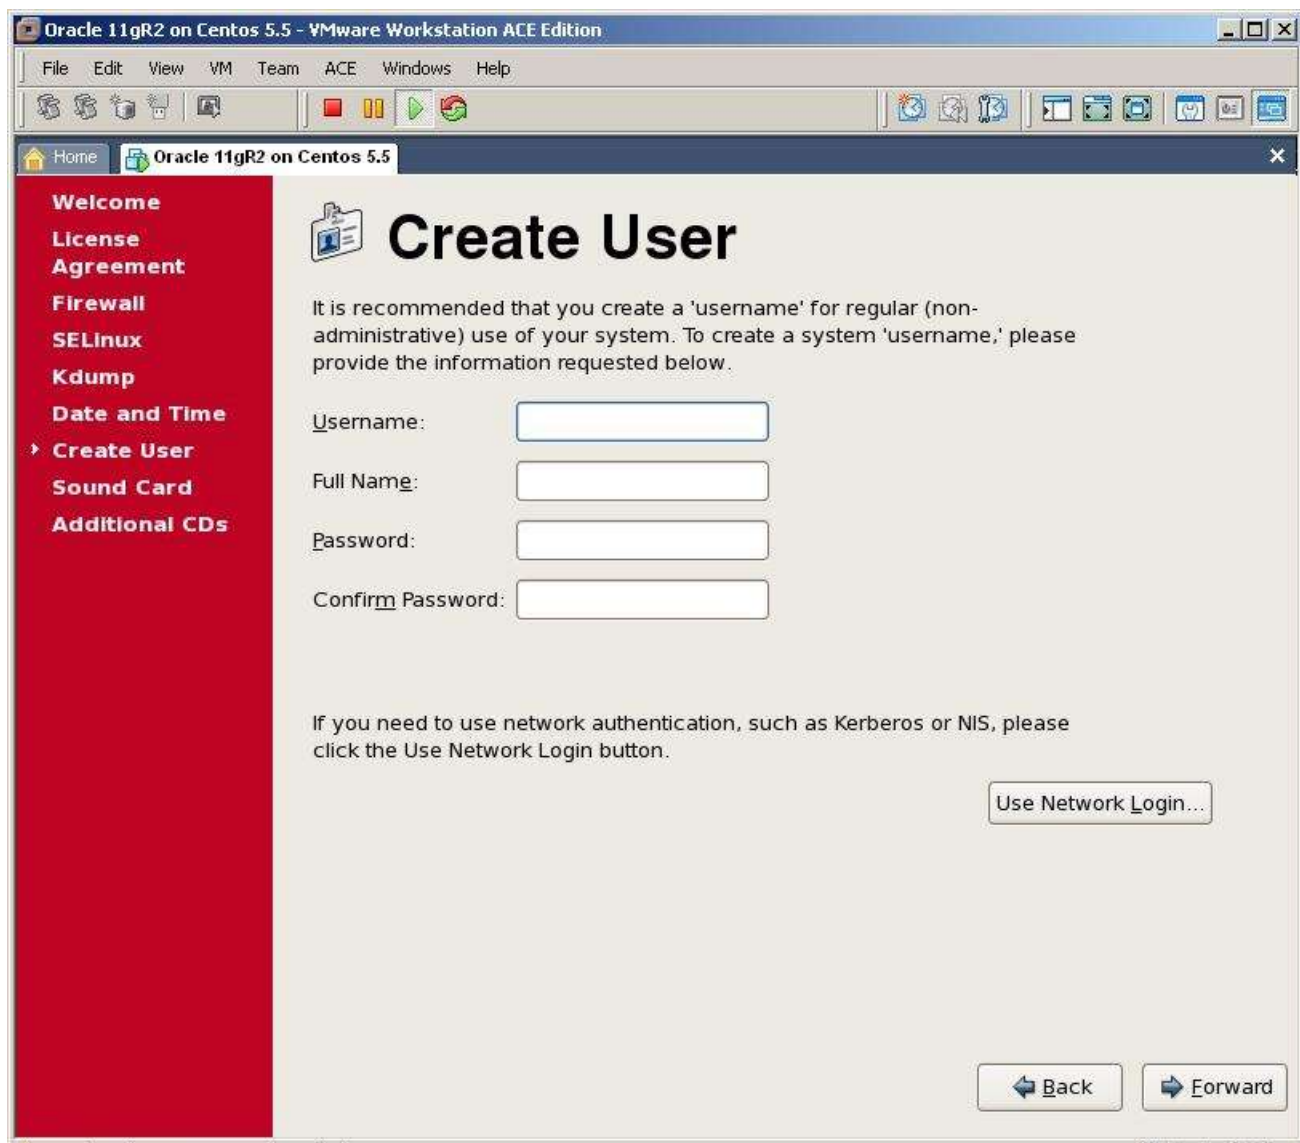 Oracle 11gR2 on Centos 5.5 - VMware Workstation ACE Edition
File Edit View VM Team ACE Windows Help
Home Oracle 11gR2 on Centos 5.5
Welcome
License
Agreement
Firewall
SELinux
Kdump
Date and Time
Create User
Sound Card
Additional CDs
Create User
It is recommended that you create a 'username' for regular (non-
administrative) use of your system. To create a system 'username,' please
provide the information requested below.
Username:
Full Name:
Password:
Confirm Password:
If you need to use network authentication, such as Kerberos or NIS, please
click the Use Network Login button.
Use Network Login...
Back Forward